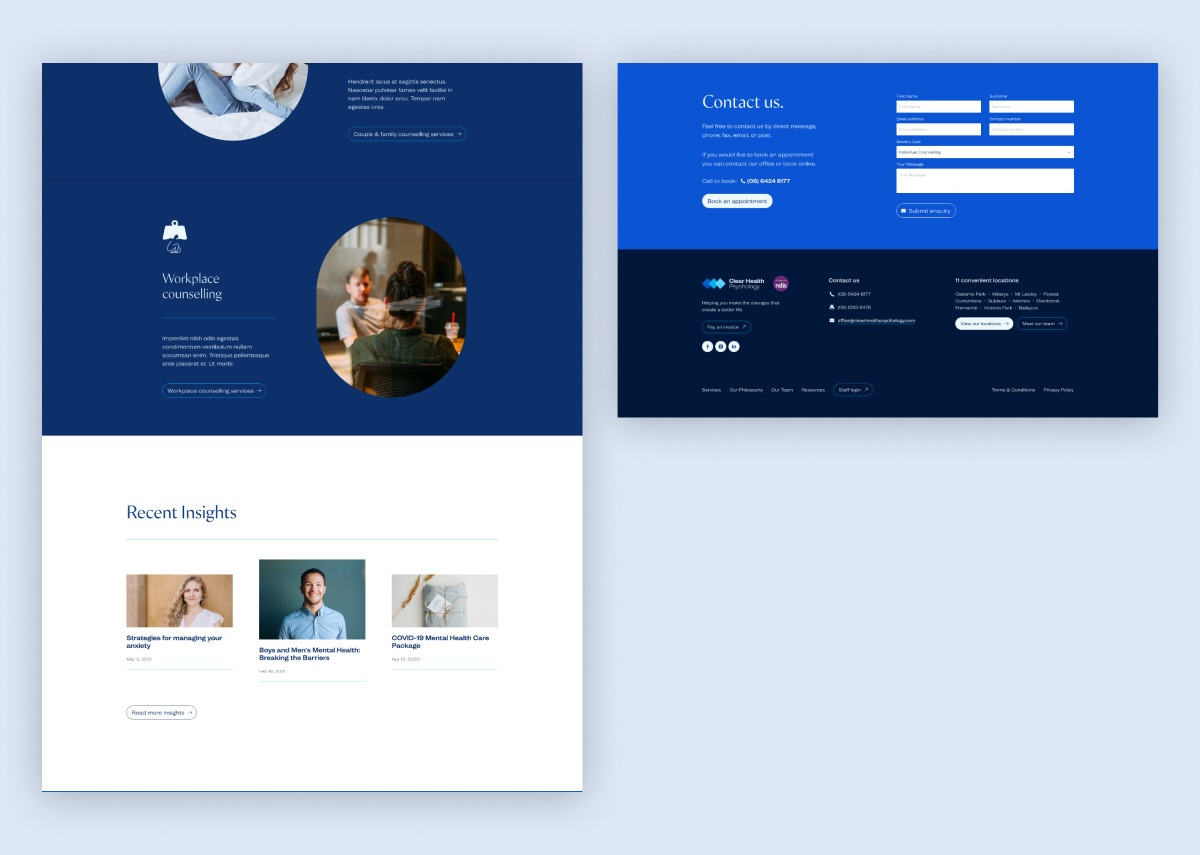 Hendrerit lacus at sagittis senectus.
Nascetur pulvinar fames velit facilisi in
nam libero, dolor arcu. Tempor nam
egestas cras.
Couple & family counselling services →
Workplace
counselling
Imperdiet nibh odio egestas
condimentum vestibulum nullam
accumsan enim. Tristique pellentesque
ante placerat et. Ut morbi.
Workplace counselling services →
Recent Insights
Strategies for managing your
anxiety
Mar 2, 2021
Boys and Men's Mental Health:
Breaking the Barriers
Feb 18, 2021
COVID-19 Mental Health Care
Package
Apr 12, 2020
Read more insights →
Contact us.
Feel free to contact us by direct message,
phone, fax, email, or post.
If you would like to book an appointment
you can contact our office or book online.
Call to book: (08) 6424 8177
Book an appointment
First Name
Surname
First Name
Surname
Email address
Contact number
Email address
Contact number
Enquiry type
Individual Counselling
Your Message
Your Message
Submit enquiry
Clear Health
Psychology
ndis
Helping you make the changes that
create a better life
Pay an invoice ↗
Contact us
(08) 6424 8177
office@clearhealthpsychology.com
11 convenient locations
Osborne Park • Hillarys • Mt Lawley • Floreat
Currambine • Subiaco • Atkimos • Ellenbrook
Fremantle • Victoria Park • Ballajura
View our locations →
Meet our team →
Services
Our Philosophy
Our Team
Resources
Staff login ↗
Terms & Conditions
Privacy Policy